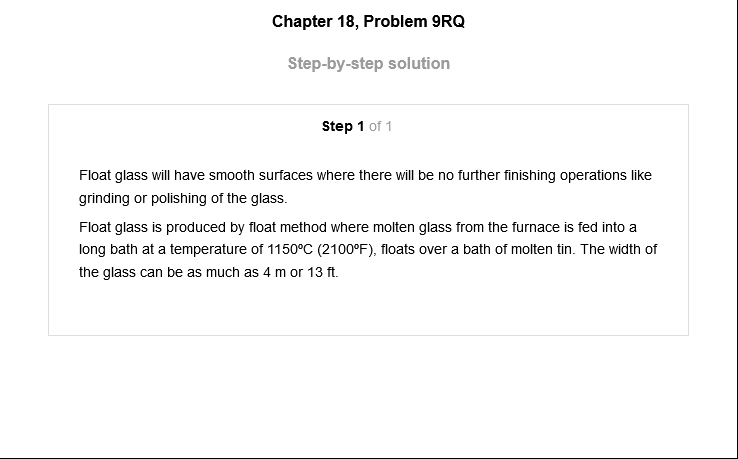 Chapter 18, Problem 9RQ
Step-by-step solution
Step 1 of 1
Float glass will have smooth surfaces where there will be no further finishing operations like
grinding or polishing of the glass.
Float glass is produced by float method where molten glass from the furnace is fed into a
long bath at a temperature of 1150ºC (2100ºF), floats over a bath of molten tin. The width of
the glass can be as much as 4 m or 13 ft.